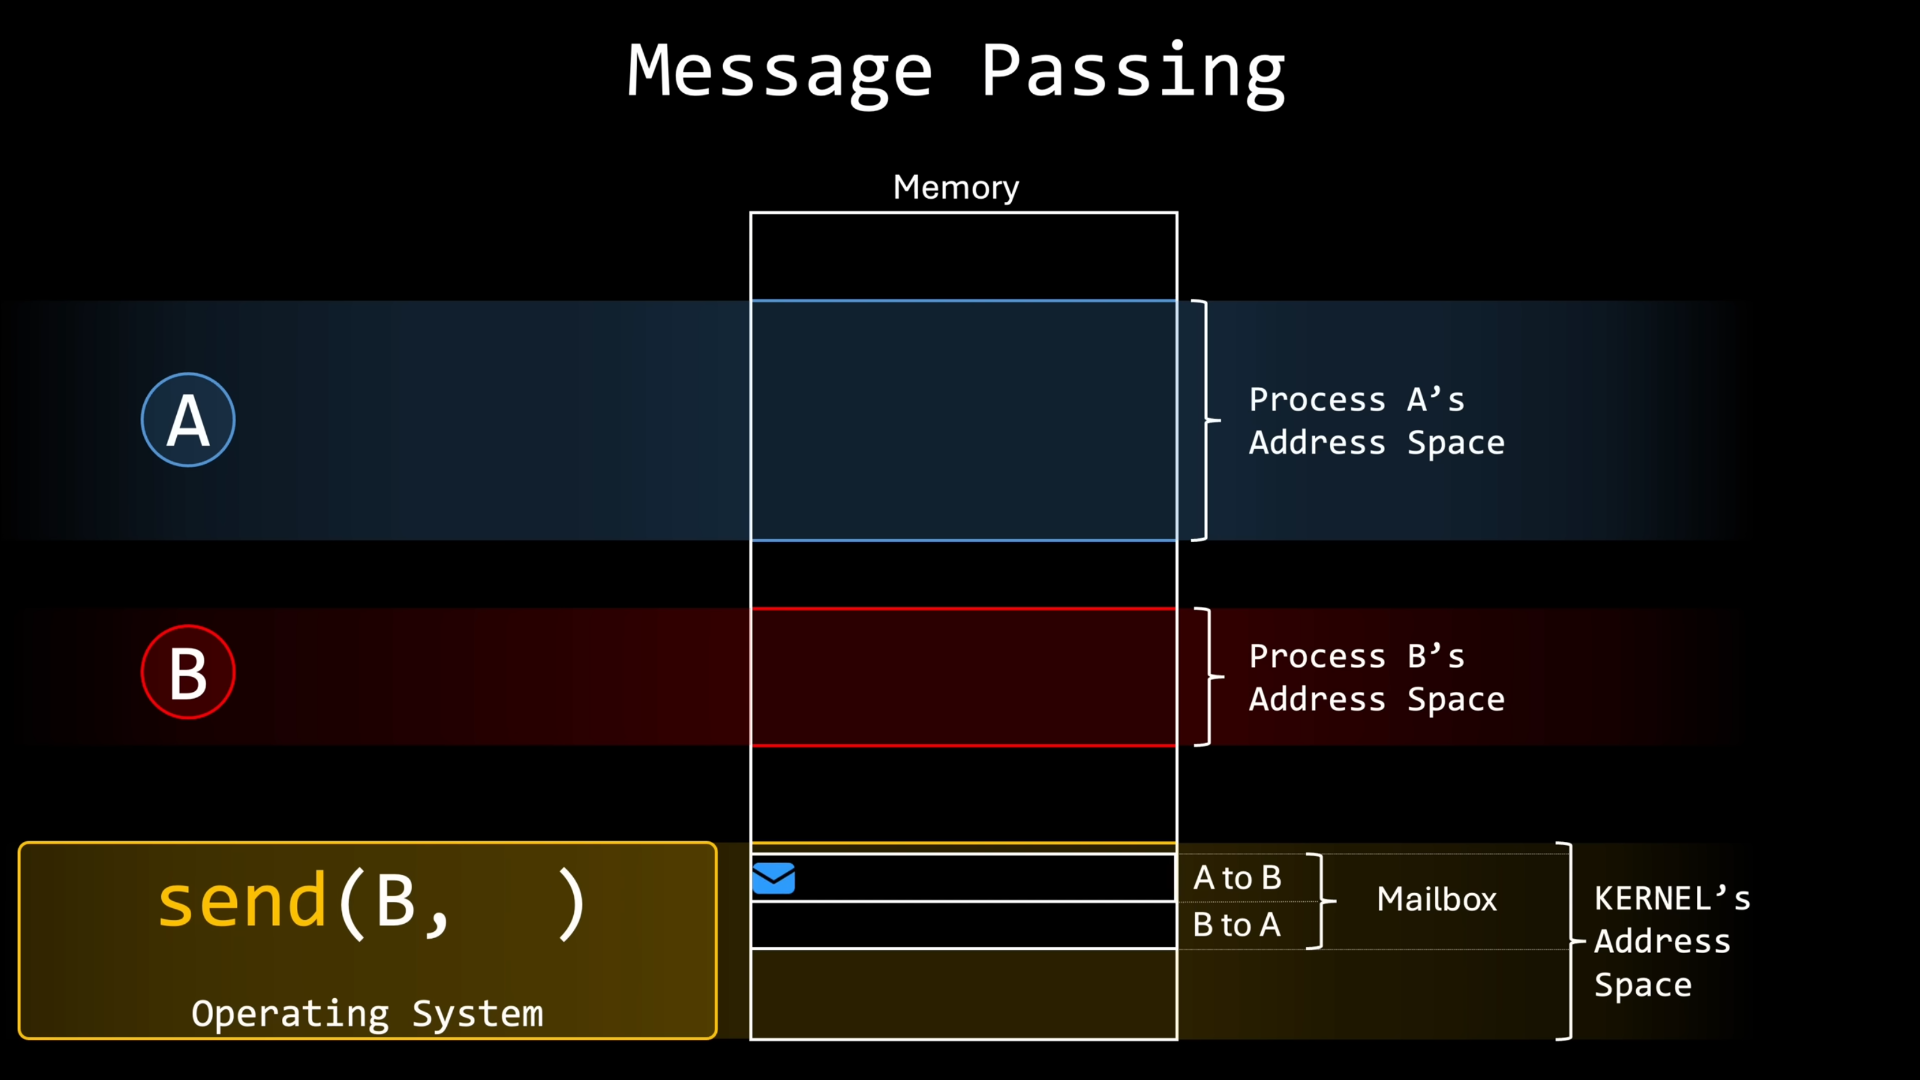 Message Passing
Memory
A
Process A’s
Address Space
B
Process B’s
Address Space
send(B, )
Operating System
A to B
B to A
Mailbox
KERNEL’s
Address
Space